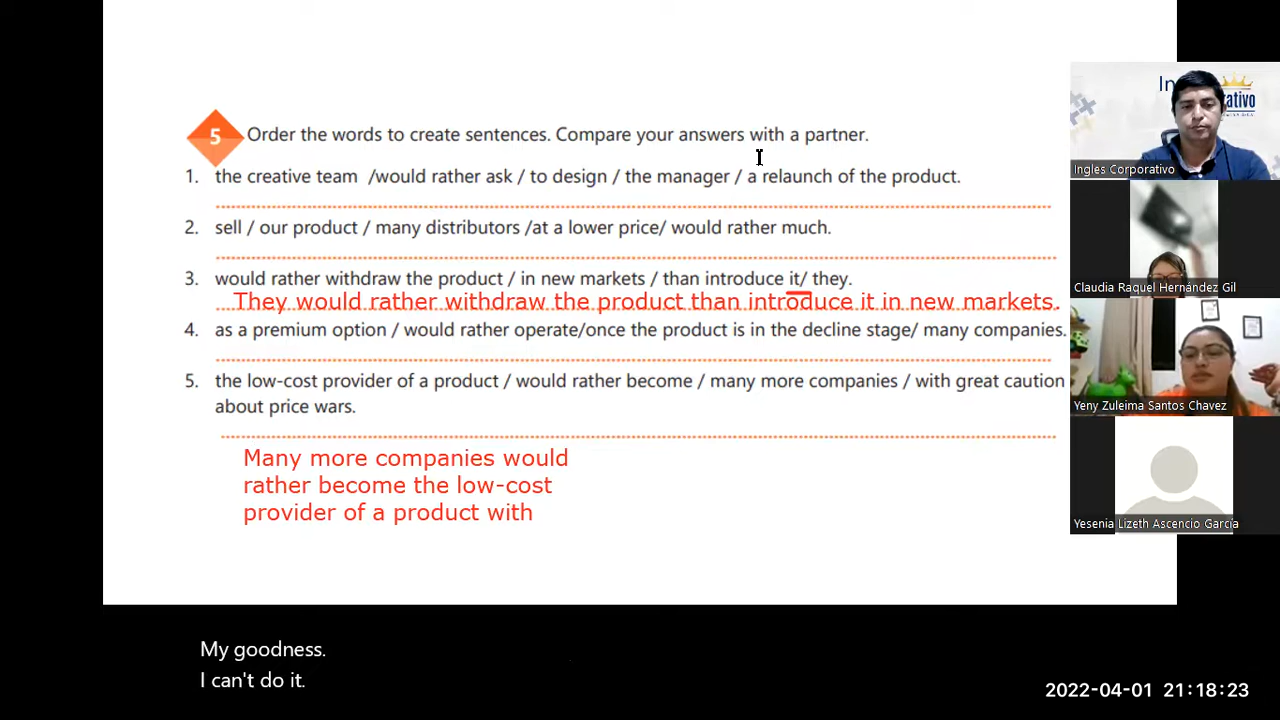 5 Order the words to create sentences. Compare your answers with a partner.
1. the creative team /would rather ask / to design / the manager / a relaunch of the product.
2. sell / our product / many distributors /at a lower price/ would rather much.
3. would rather withdraw the product / in new markets / than introduce it/ they.
They would rather withdraw the product than introduce it in new markets.
4. as a premium option / would rather operate/once the product is in the decline stage/ many companies.
5. the low-cost provider of a product / would rather become / many more companies / with great caution
about price wars.
Many more companies would
rather become the low-cost
provider of a product with
In
ativo
Ingles Corporativo
Claudia Raquel Hernández Gil
Yeny Zuleima Santos Chavez
Yesenia Lizeth Ascencio Garcia
My goodness.
I can't do it.
2022-04-01 21:18:23